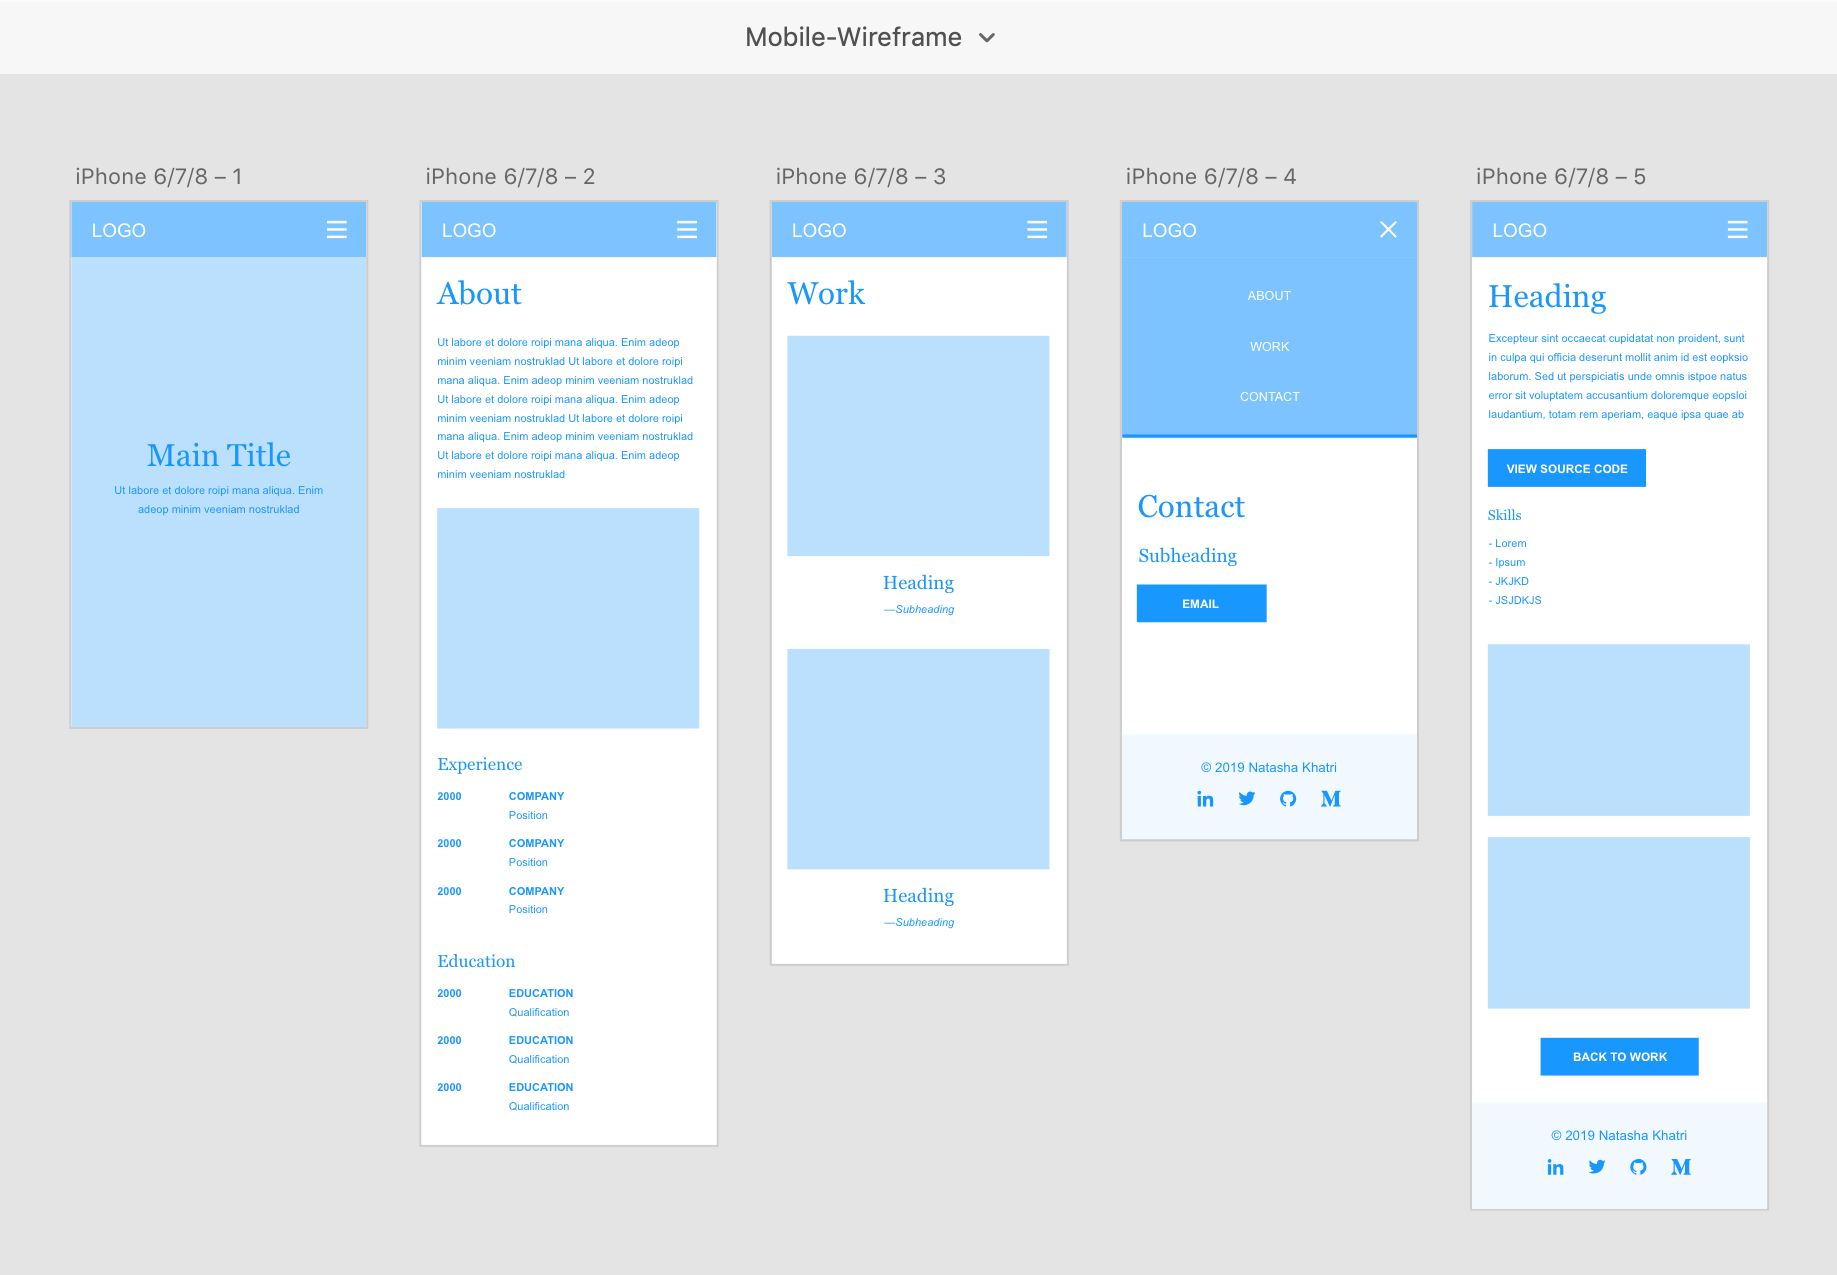 Mobile-Wireframe
iPhone 6/7/8 – 1
LOGO
Main Title
Ut labore et dolore roipi mana aliqua. Enim
adeop minim veeniam nostruklad
iPhone 6/7/8 – 2
LOGO
About
Ut labore et dolore roipi mana aliqua. Enim adeop
minim veeniam nostruklad Ut labore et dolore roipi
mana aliqua. Enim adeop minim veeniam nostruklad
Ut labore et dolore roipi mana aliqua. Enim adeop
minim veeniam nostruklad Ut labore et dolore roipi
mana aliqua. Enim adeop minim veeniam nostruklad
Ut labore et dolore roipi mana aliqua. Enim adeop
minim veeniam nostruklad
Experience
2000 COMPANY
Position
2000 COMPANY
Position
2000 COMPANY
Position
Education
2000 EDUCATION
Qualification
2000 EDUCATION
Qualification
2000 EDUCATION
Qualification
iPhone 6/7/8 – 3
LOGO
Work
Heading
—Subheading
Heading
—Subheading
iPhone 6/7/8 – 4
LOGO
ABOUT
WORK
CONTACT
Contact
Subheading
EMAIL
© 2019 Natasha Khatri
in M
iPhone 6/7/8 – 5
LOGO
Heading
Excepteur sint occaecat cupidatat non proident, sunt
in culpa qui officia deserunt mollit anim id est eopksio
laborum. Sed ut perspiciatis unde omnis istpoe natus
error sit voluptatem accusantium doloremque eopsloi
laudantium, totam rem aperiam, eaque ipsa quae ab
VIEW SOURCE CODE
Skills
- Lorem
- Ipsum
- JKJKD
- JSJDKJS
BACK TO WORK
© 2019 Natasha Khatri
in M